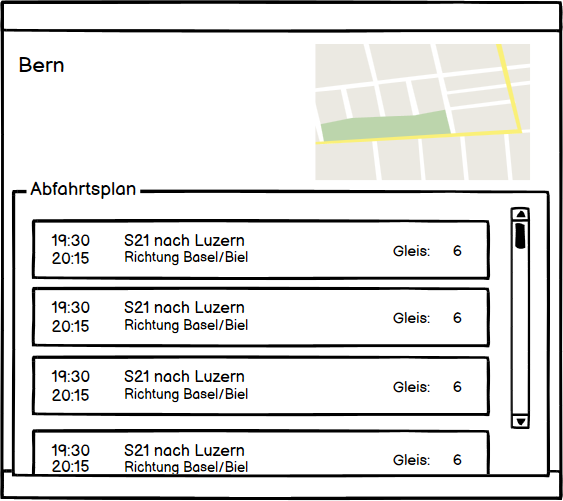 Bern
Abfahrtsplan
19:30 S21 nach Luzern
20:15 Richtung Basel/Biel Gleis: 6
19:30 S21 nach Luzern
20:15 Richtung Basel/Biel Gleis: 6
19:30 S21 nach Luzern
20:15 Richtung Basel/Biel Gleis: 6
19:30 S21 nach Luzern
20:15 Richtung Basel/Biel Gleis: 6